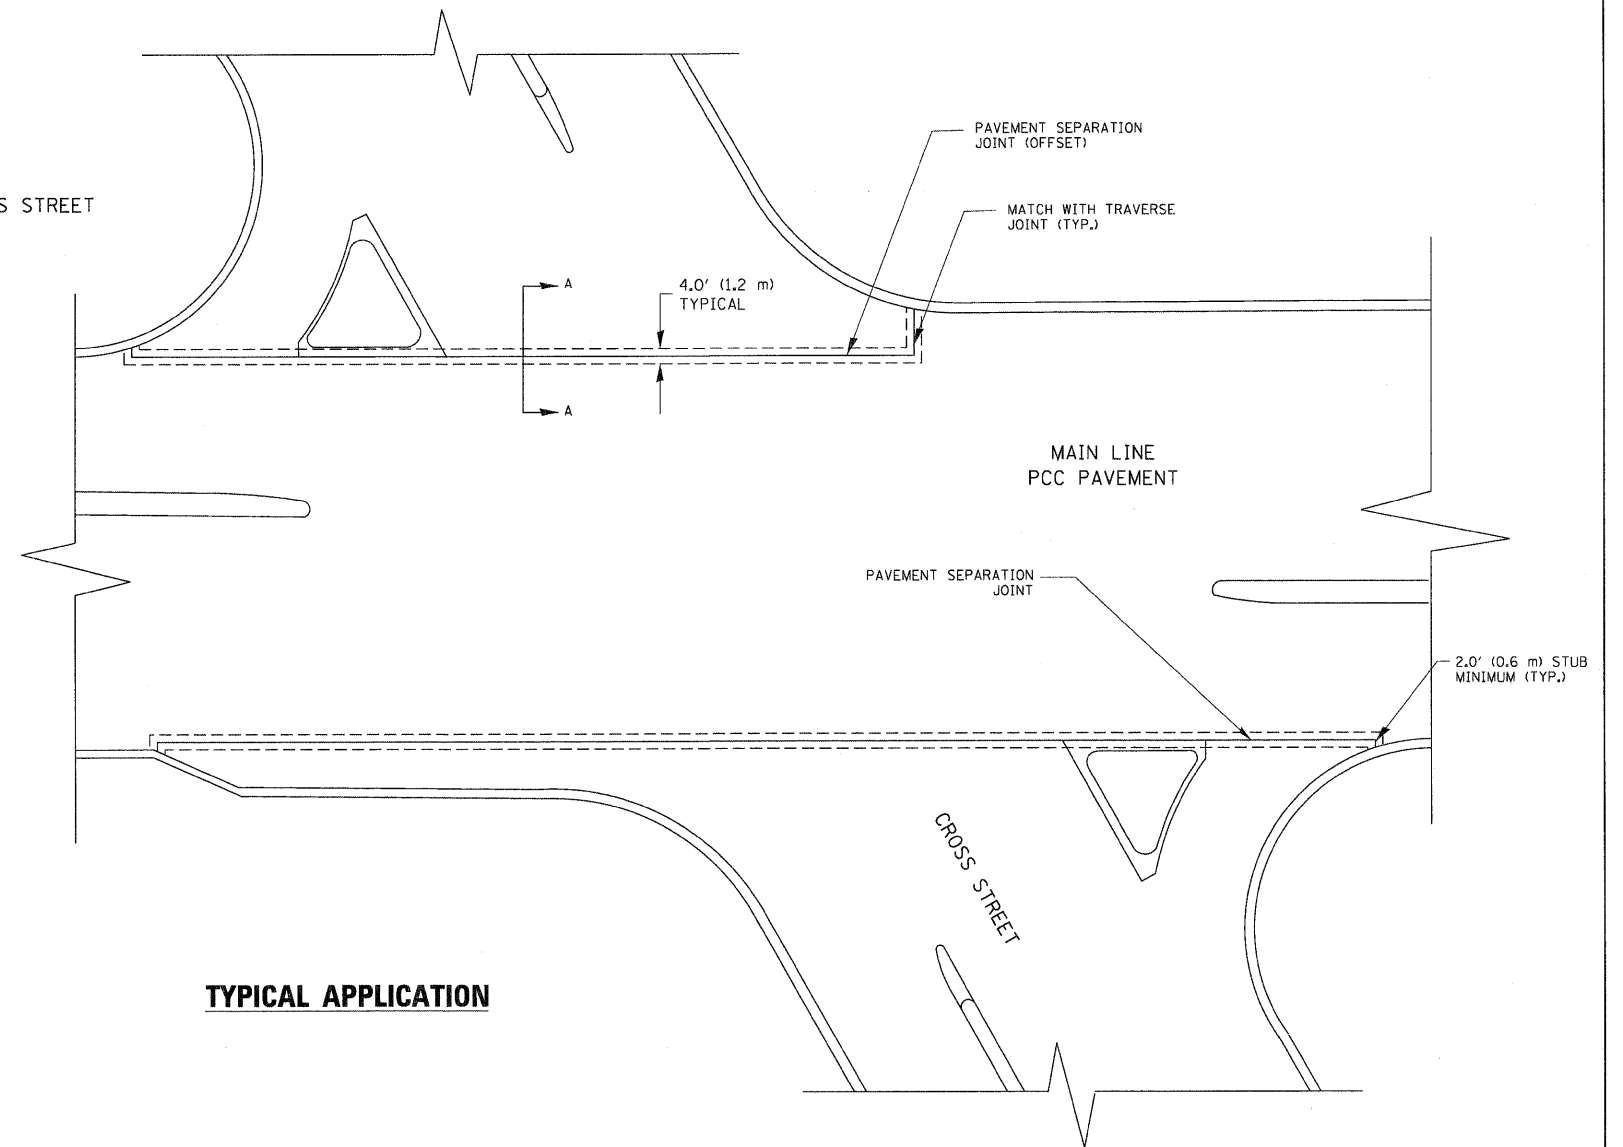 PAVEMENT SEPARATION
JOINT (OFFSET)
S STREET
MATCH WITH TRAVERSE
JOINT (TYP.)
A
4.0' (1.2 m)
TYPICAL
A
MAIN LINE
PCC PAVEMENT
PAVEMENT SEPARATION
JOINT
2.0' (0.6 m) STUB
MINIMUM (TYP.)
CROSS STREET
TYPICAL APPLICATION